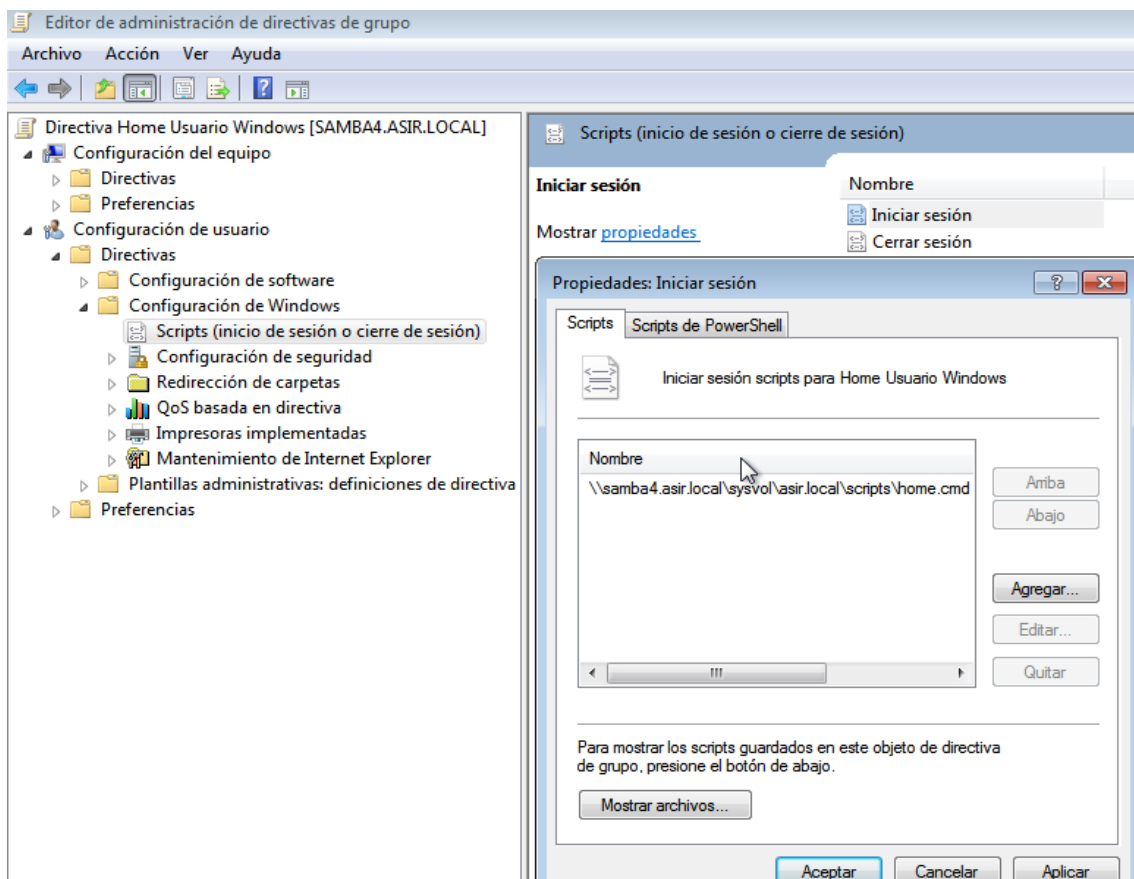 Editor de administración de directivas de grupo
Archivo Acción Ver Ayuda
Directiva Home Usuario Windows [SAMBA4.ASIR.LOCAL]
Configuración del equipo
Directivas
Preferencias
Configuración de usuario
Directivas
Configuración de software
Configuración de Windows
Scripts (inicio de sesión o cierre de sesión)
Configuración de seguridad
Redirección de carpetas
QoS basada en directiva
Impresoras implementadas
Mantenimiento de Internet Explorer
Plantillas administrativas: definiciones de directiva
Preferencias
Scripts (inicio de sesión o cierre de sesión)
Iniciar sesión
Mostrar propiedades
Nombre
Iniciar sesión
Cerrar sesión
Propiedades: Iniciar sesión
Scripts Scripts de PowerShell
Iniciar sesión scripts para Home Usuario Windows
Nombre
\\samba4.asir.local\sysvol\asir.local\scripts\home.cmd
Arriba
Abajo
Agregar...
Editar...
Quitar
Para mostrar los scripts guardados en este objeto de directiva
de grupo, presione el botón de abajo.
Mostrar archivos...
Aceptar Cancelar Aplicar